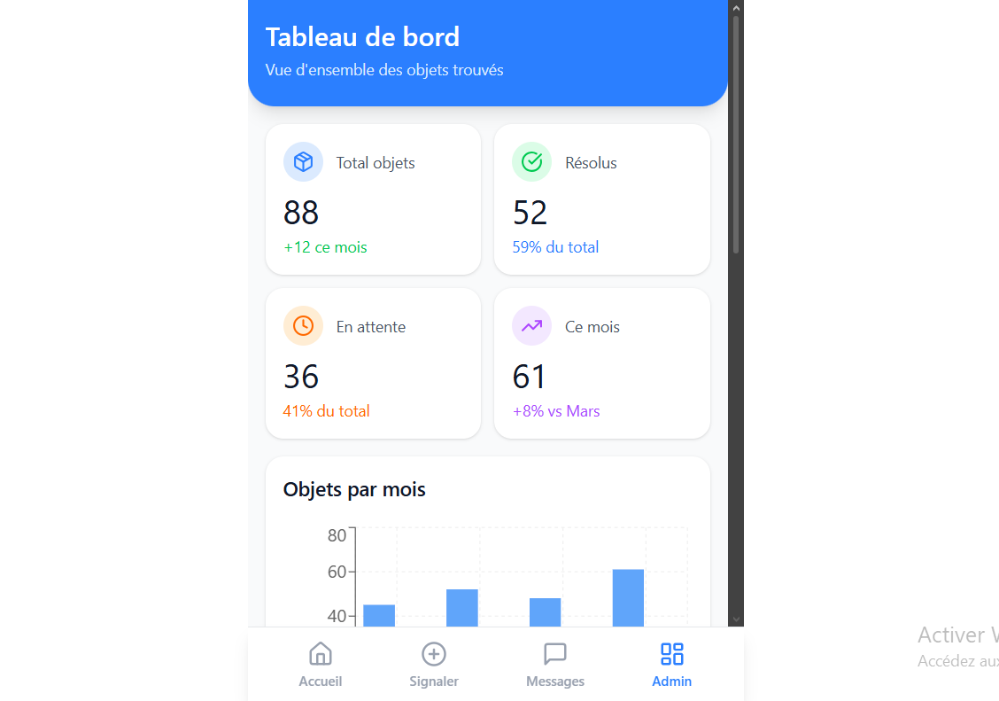 Tableau de bord
Vue d'ensemble des objets trouvés
Total objets
88
+12 ce mois
Résolus
52
59% du total
En attente
36
41% du total
Ce mois
61
+8% vs Mars
Objets par mois
80
60
40
Accueil
Signaler
Messages
Admin
Activer
Accédez aux